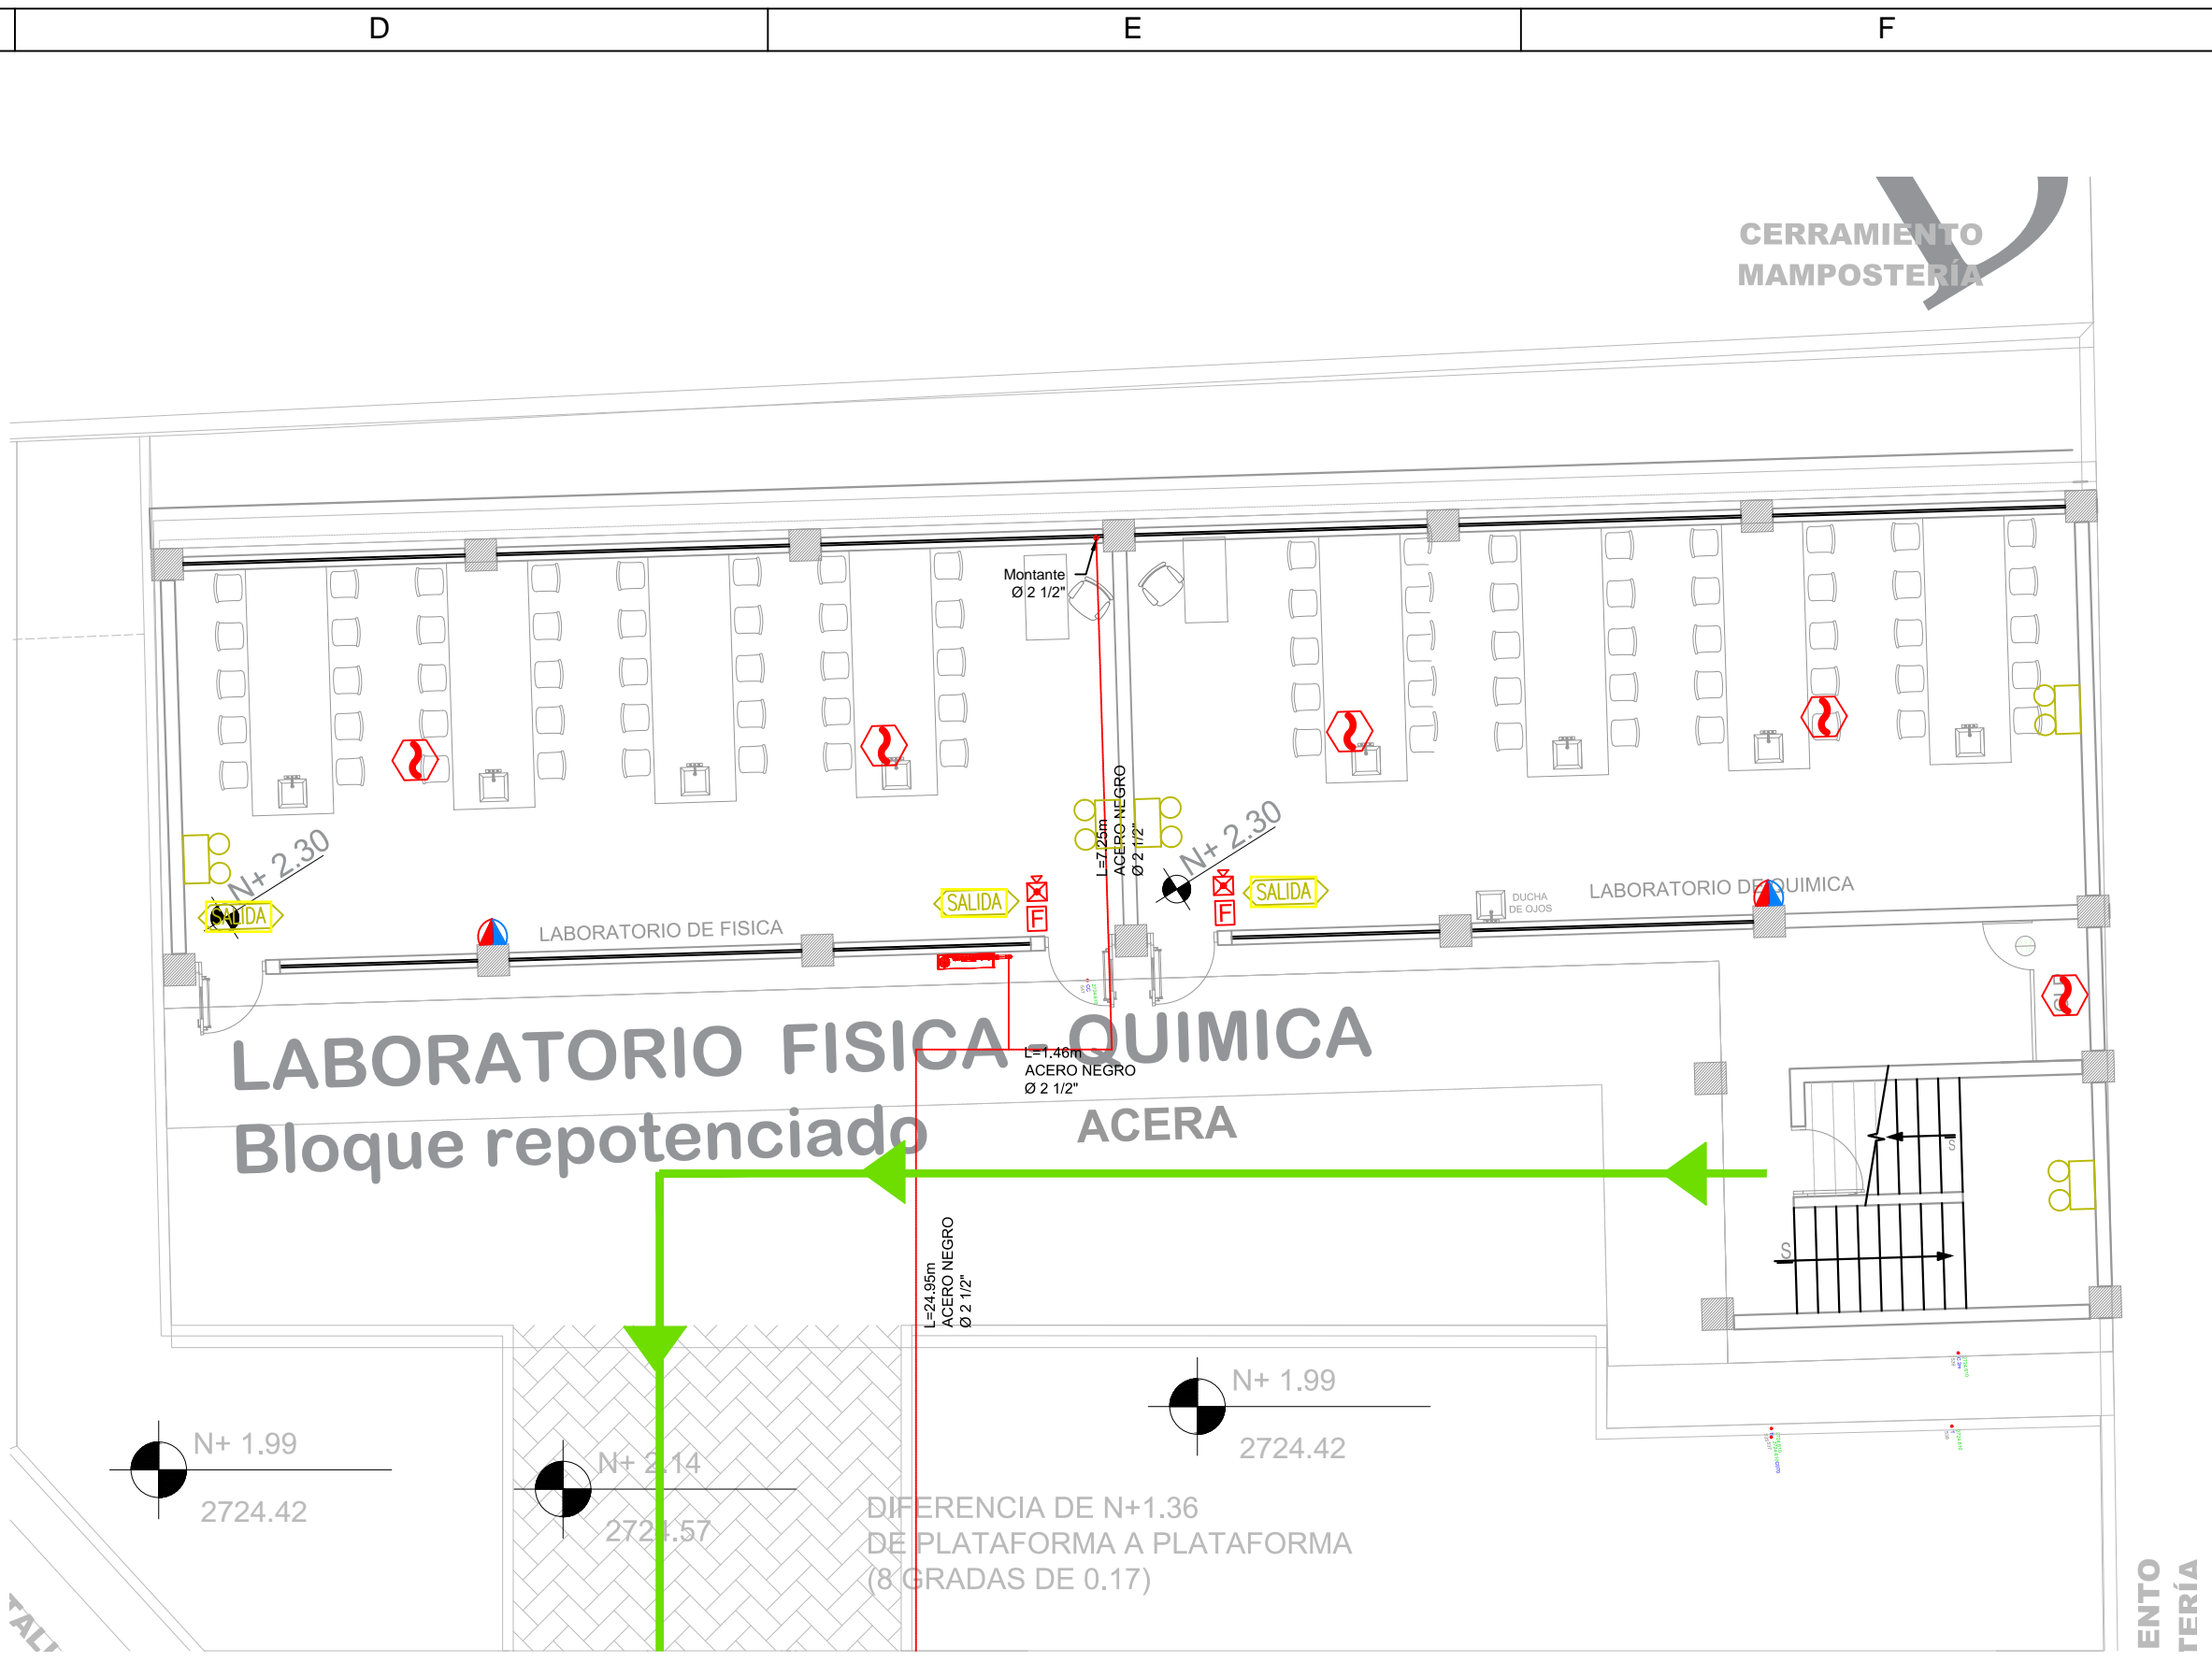 D
E
F
CERRAMIENTO
MAMPOSTERÍA
Montante
Ø 2 1/2"
L=7.25m
ACERO NEGRO
Ø 2 1/2"
N+ 2.30
N+ 2.30
SALIDA
SALIDA
SALIDA
F
F
LABORATORIO DE FISICA
DUCHA
DE OJOS
LABORATORIO DE QUIMICA
LABORATORIO FISICA - QUIMICA
Bloque repotenciado
L=1.46m
ACERO NEGRO
Ø 2 1/2"
ACERA
S
S
L=24.95m
ACERO NEGRO
Ø 2 1/2"
N+ 1.99
2724.42
N+ 1.99
2724.42
N+ 2.14
2724.57
DIFERENCIA DE N+1.36
DE PLATAFORMA A PLATAFORMA
(8 GRADAS DE 0.17)
ENTO
TERÍA